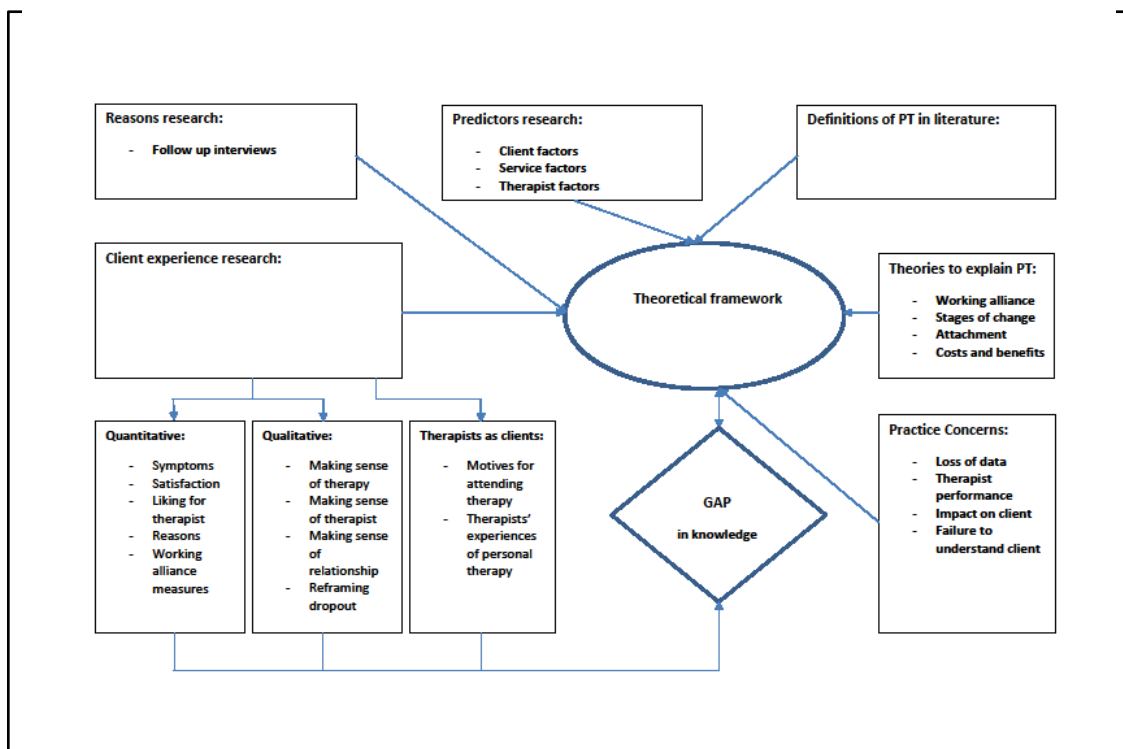 Reasons research:
- Follow up interviews
Predictors research:
- Client factors
- Service factors
- Therapist factors
Definitions of PT in literature:
Client experience research:
Theoretical framework
Theories to explain PT:
- Working alliance
- Stages of change
- Attachment
- Costs and benefits
Quantitative:
- Symptoms
- Satisfaction
- Liking for
therapist
- Reasons
- Working
alliance
measures
Qualitative:
- Making sense
of therapy
- Making sense
of therapist
- Making sense
of
relationship
- Reframing
dropout
Therapists as clients:
- Motives for
attending
therapy
- Therapists’
experiences
of personal
therapy
GAP
in knowledge
Practice Concerns:
- Loss of data
- Therapist
performance
- Impact on client
- Failure to
understand client